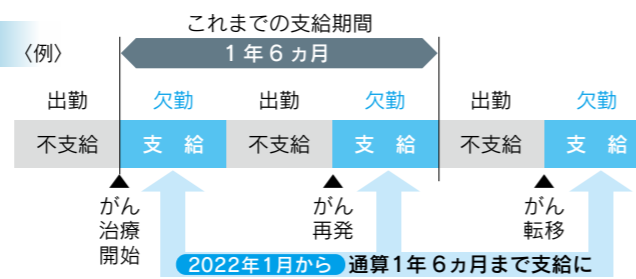 これまでの支給期間
〈例〉
1年6ヵ月
出勤 欠勤 出勤 欠勤 出勤 欠勤
不支給 支給 不支給 支給 不支給 支給
がん治療開始
がん再発
がん転移
2022年1月から 通算1年6ヵ月まで支給に